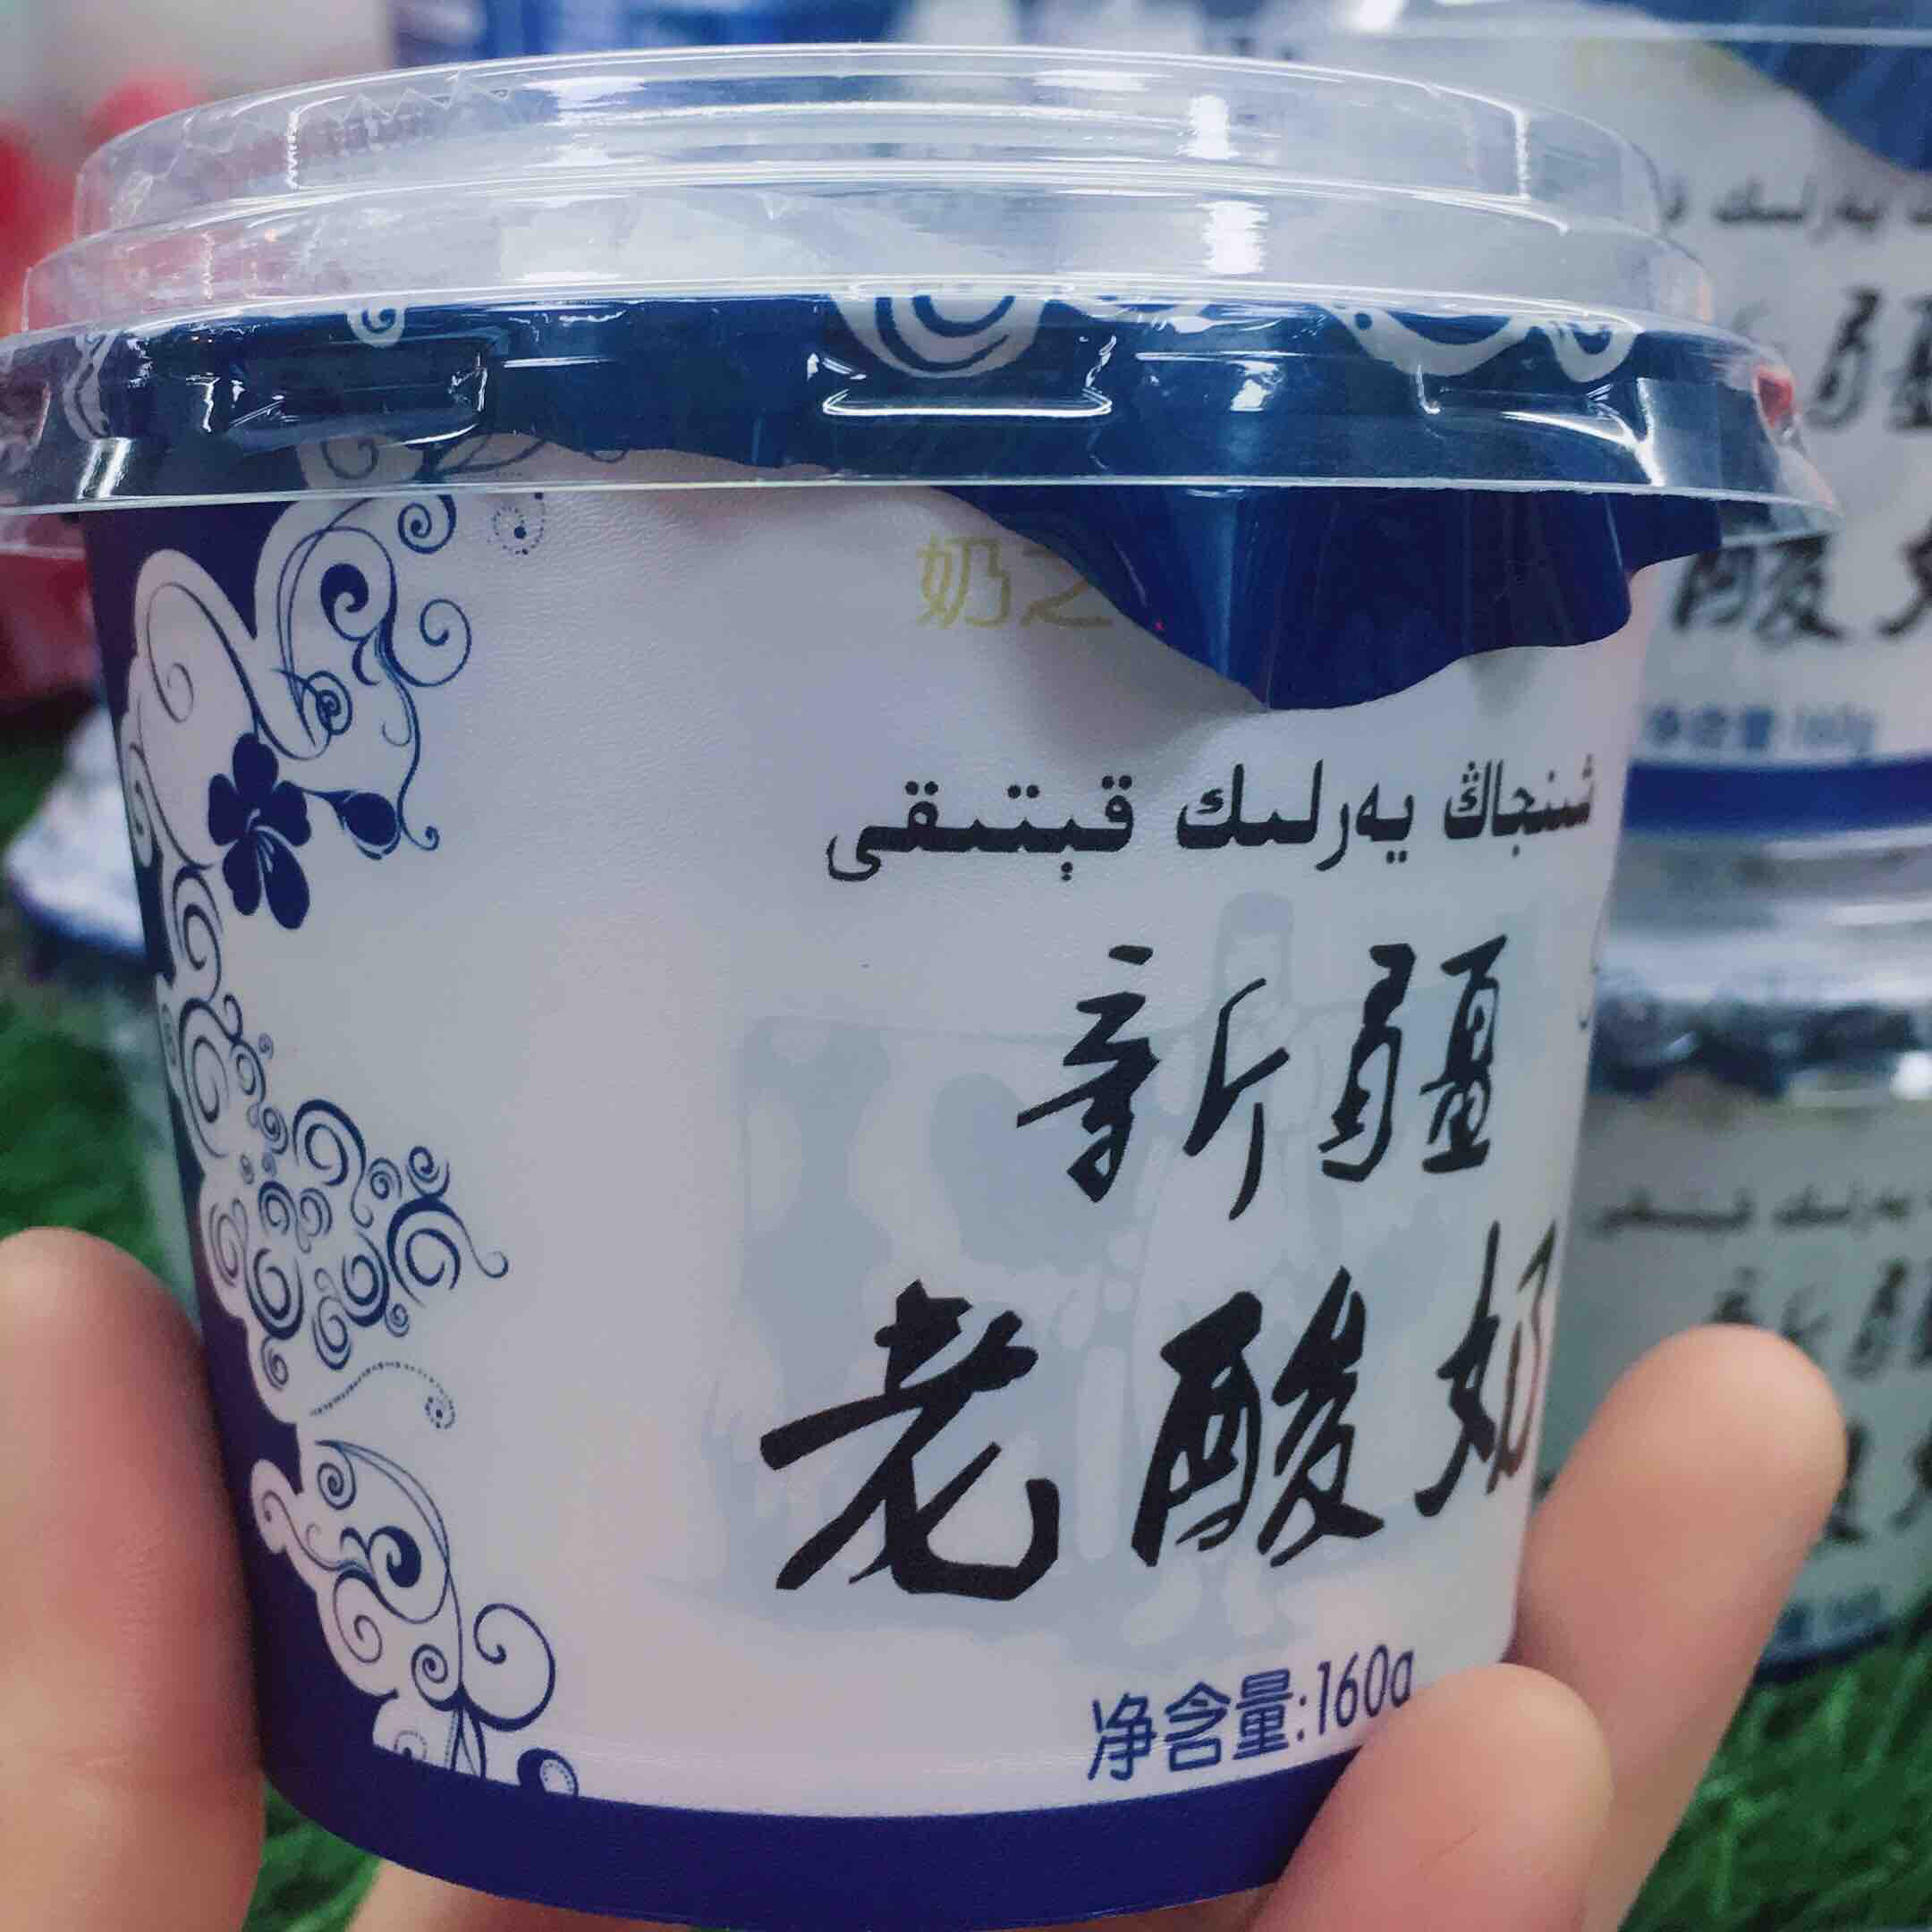 奶之
شىنجاڭ يەرلىك قېتىقى
新疆
老酸奶
净含量:160g